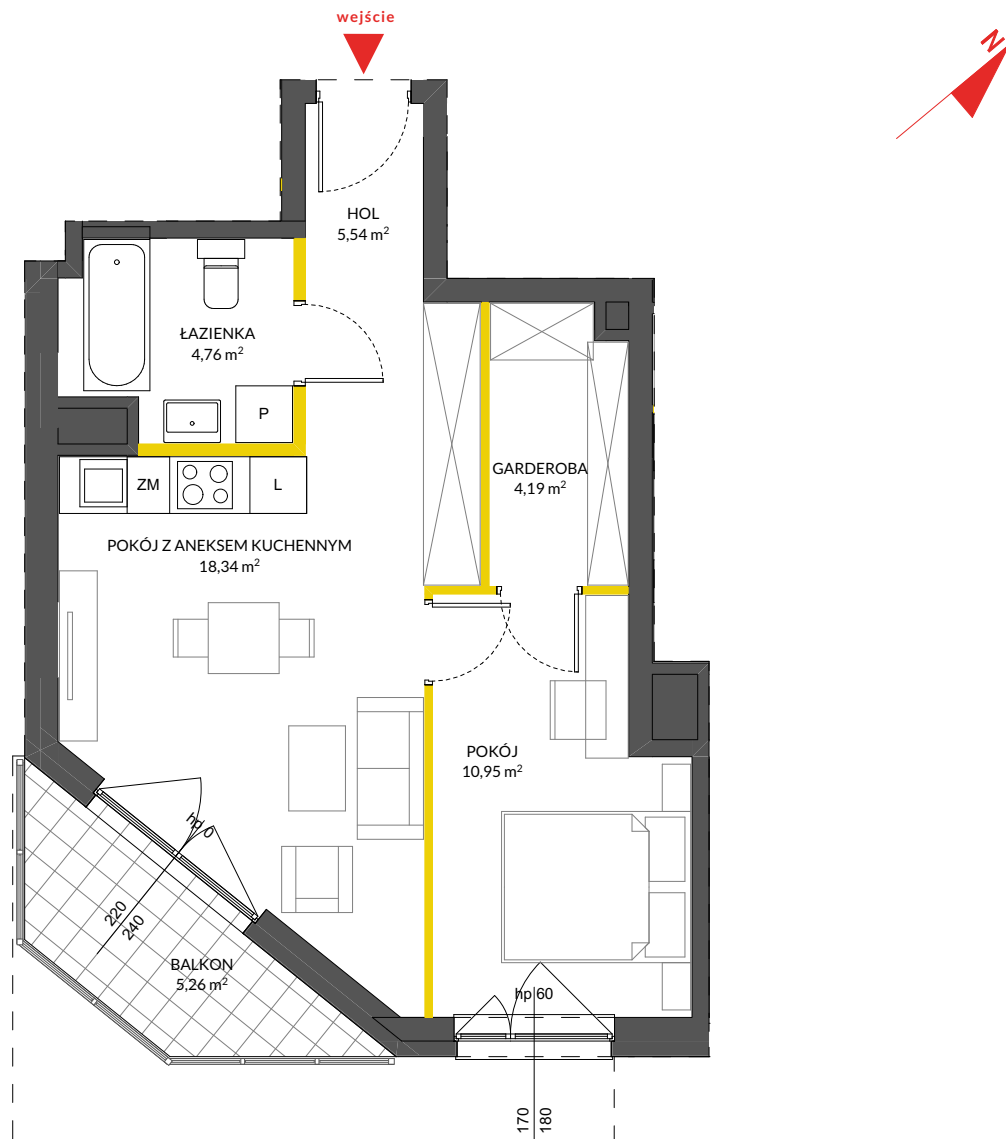 wejście
N
HOL
5,54 m²
ŁAZIENKA
4,76 m²
P
ZM
L
GARDEROBA
4,19 m²
POKÓJ Z ANEKSEM KUCHENNYM
18,34 m²
POKÓJ
10,95 m²
hp 0
220
240
BALKON
5,26 m²
hp 60
170
180